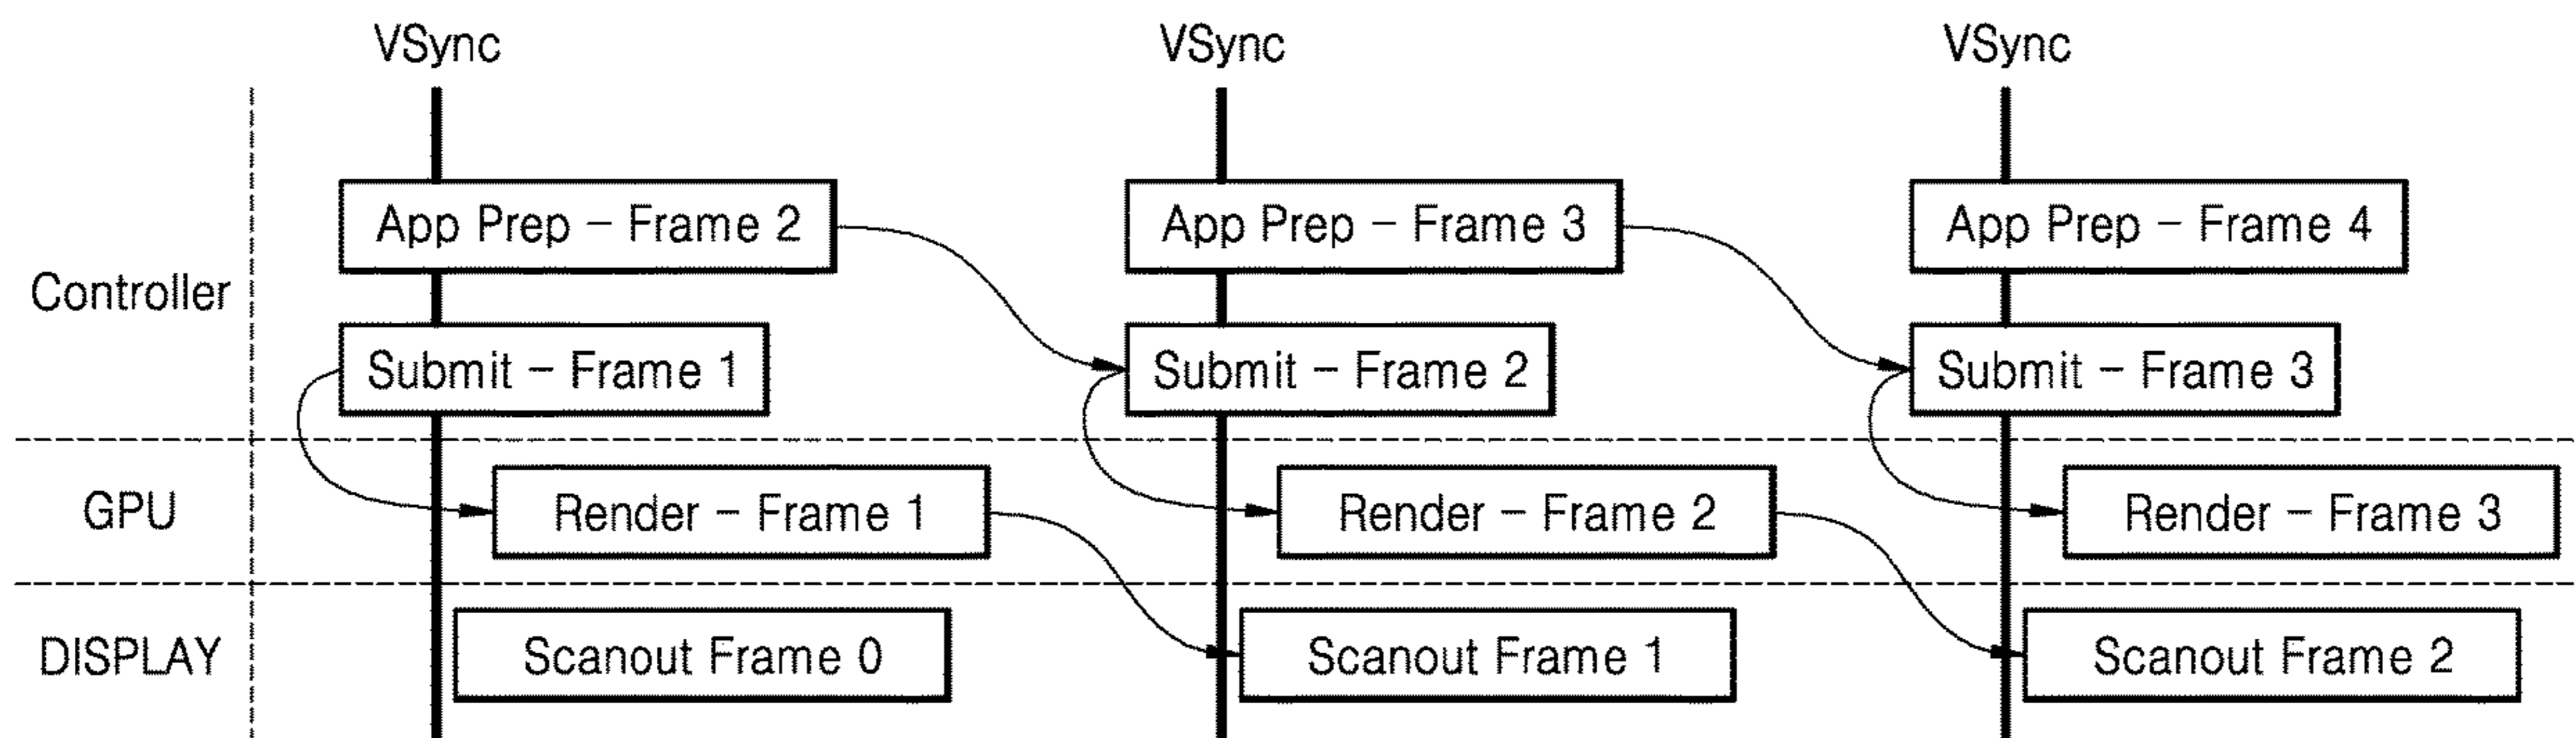 VSync VSync VSync
App Prep – Frame 2 App Prep – Frame 3 App Prep – Frame 4
Controller
Submit – Frame 1 Submit – Frame 2 Submit – Frame 3
GPU Render – Frame 1 Render – Frame 2 Render – Frame 3
DISPLAY Scanout Frame 0 Scanout Frame 1 Scanout Frame 2